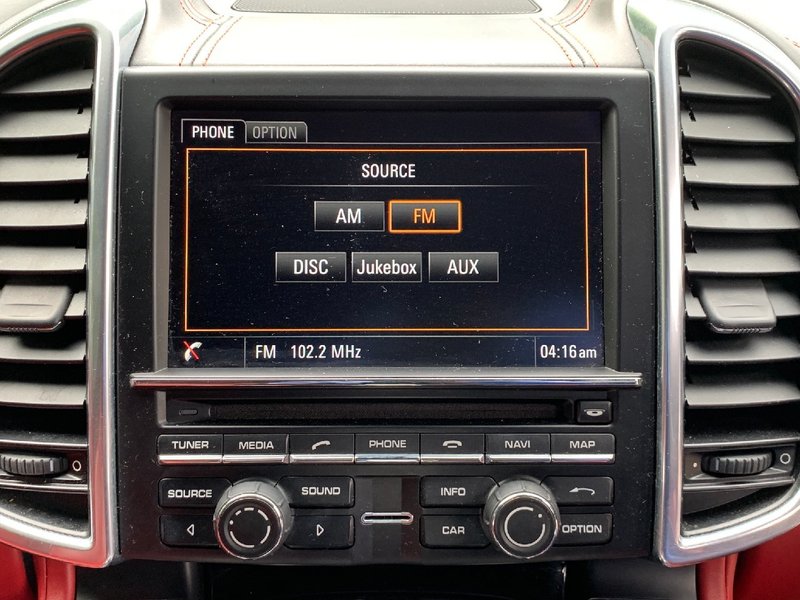 PHONE OPTION
SOURCE
AM FM
DISC Jukebox AUX
FM 102.2 MHz 04:16 am
TUNER MEDIA PHONE NAVI MAP
SOURCE SOUND INFO
CAR OPTION